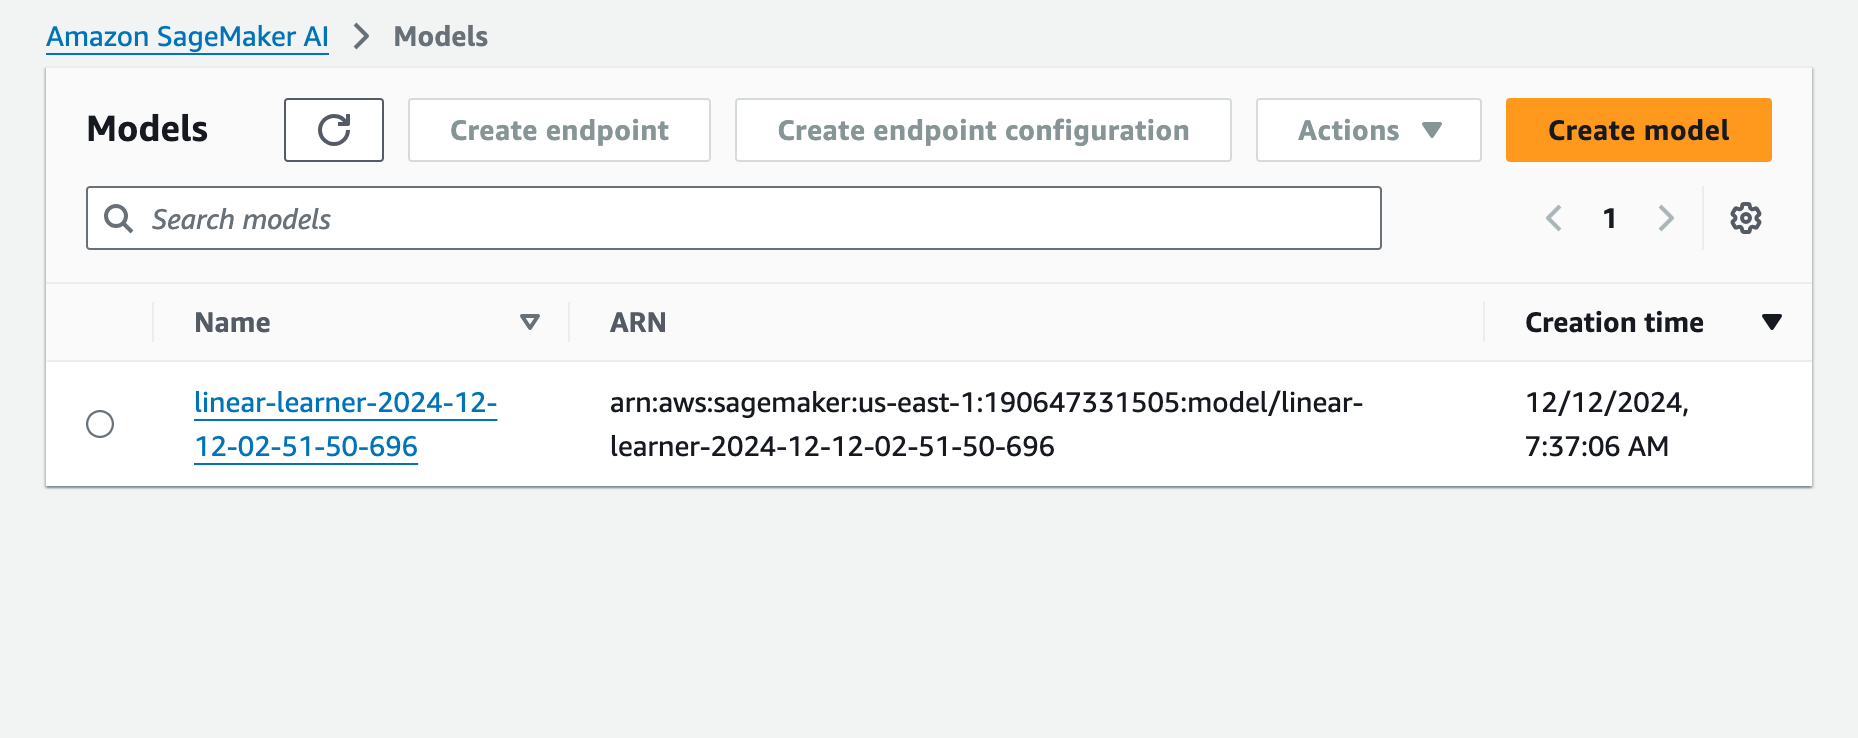 Amazon SageMaker AI > Models
Models
Create endpoint
Create endpoint configuration
Actions
Create model
Search models
1
Name
ARN
Creation time
linear-learner-2024-12-
12-02-51-50-696
arn:aws:sagemaker:us-east-1:190647331505:model/linear-
learner-2024-12-12-02-51-50-696
12/12/2024,
7:37:06 AM